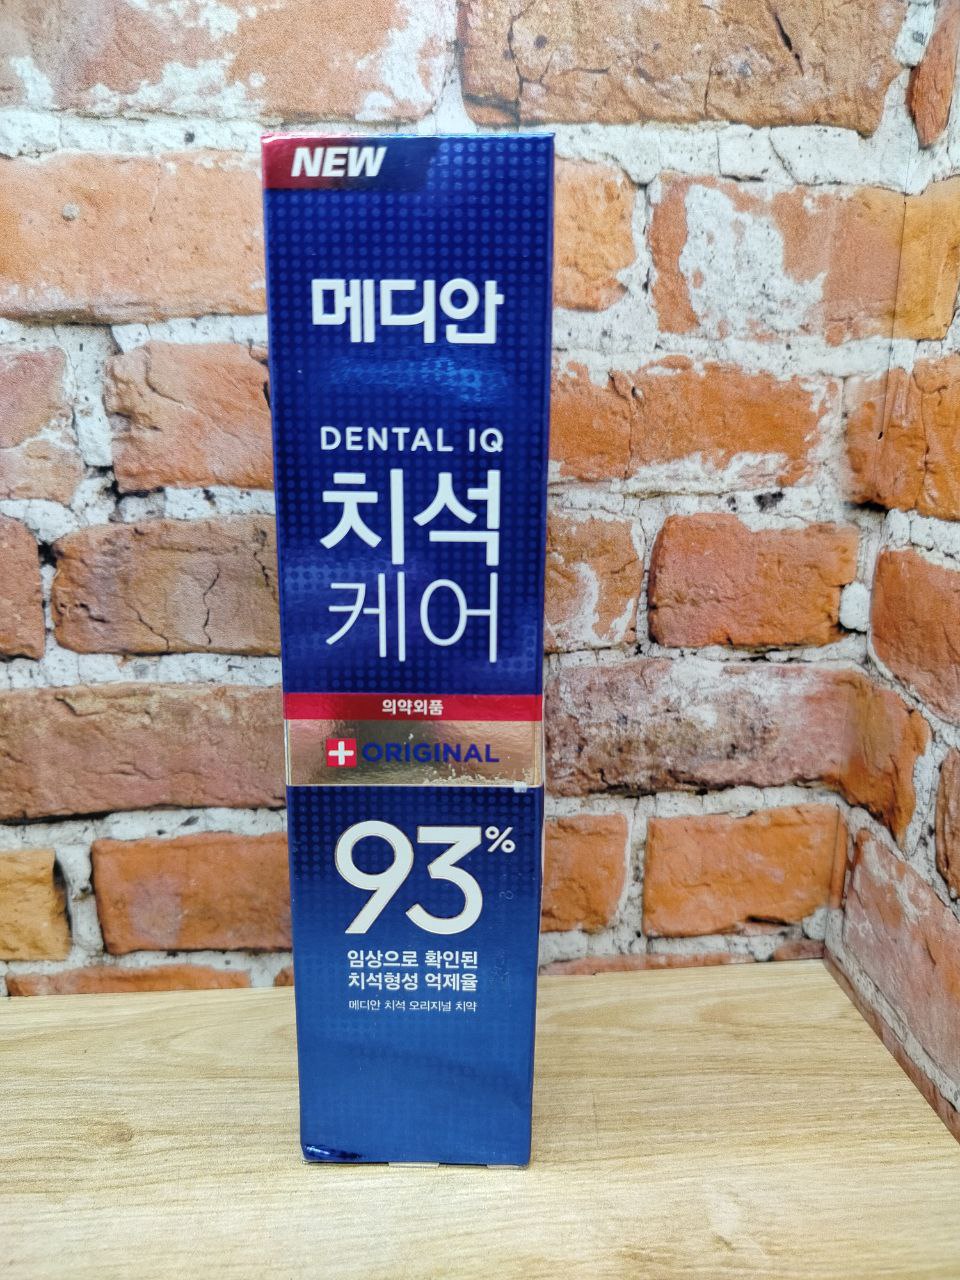 NEW
메디안
DENTAL IQ
치석
케어
의약외품
ORIGINAL
93%
임상으로 확인된
치석형성 억제율
메디안 치석 오리지널 치약